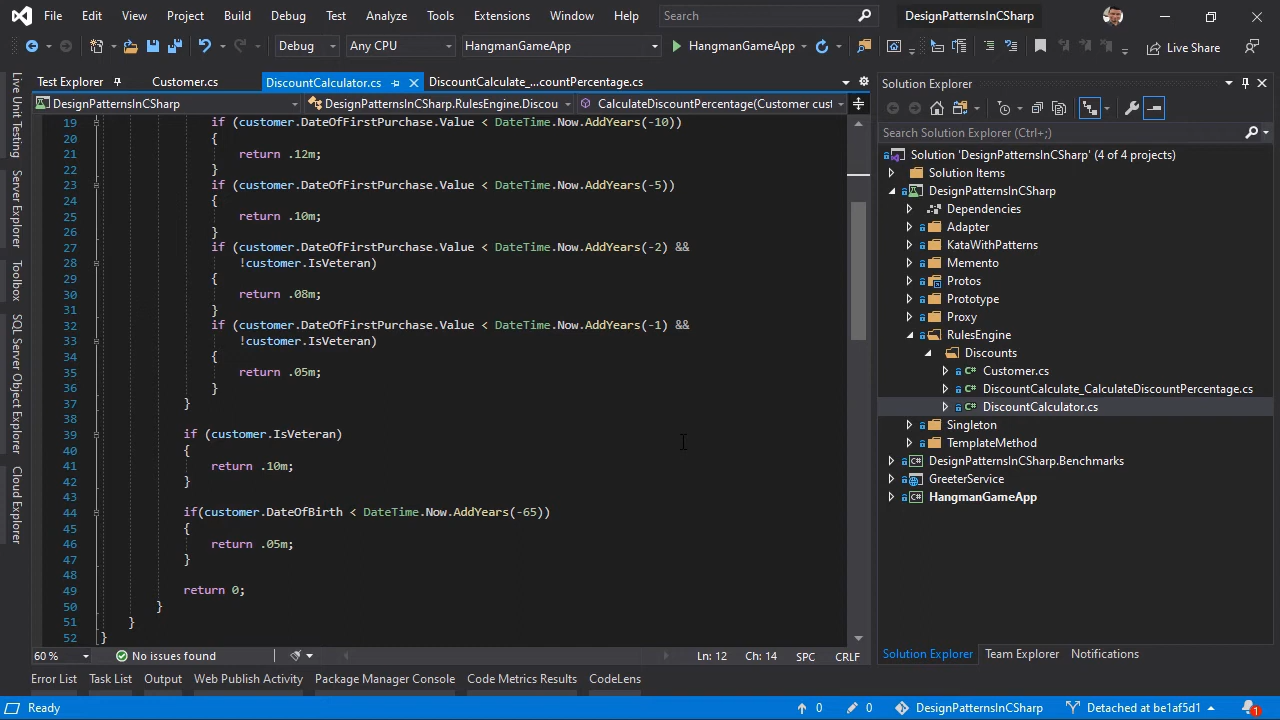 File Edit View Project Build Debug Test Analyze Tools Extensions Window Help Search DesignPatternsInCSharp
Debug Any CPU HangmanGameApp HangmanGameApp Live Share
Test Explorer Customer.cs DiscountCalculator.cs DiscountCalculate_...countPercentage.cs
DesignPatternsInCSharp DesignPatternsInCSharp.RulesEngine.Discou CalculateDiscountPercentage(Customer cust
Live Unit Testing
Server Explorer
Toolbox
SQL Server Object Explorer
Cloud Explorer
19 if (customer.DateOfFirstPurchase.Value < DateTime.Now.AddYears(-10))
20 {
21 return .12m;
22 }
23 if (customer.DateOfFirstPurchase.Value < DateTime.Now.AddYears(-5))
24 {
25 return .10m;
26 }
27 if (customer.DateOfFirstPurchase.Value < DateTime.Now.AddYears(-2) &&
28 !customer.IsVeteran)
29 {
30 return .08m;
31 }
32 if (customer.DateOfFirstPurchase.Value < DateTime.Now.AddYears(-1) &&
33 !customer.IsVeteran)
34 {
35 return .05m;
36 }
37 }
38
39 if (customer.IsVeteran)
40 {
41 return .10m;
42 }
43
44 if(customer.DateOfBirth < DateTime.Now.AddYears(-65))
45 {
46 return .05m;
47 }
48
49 return 0;
50 }
51 }
52 }
60 % No issues found Ln: 12 Ch: 14 SPC CRLF
Solution Explorer
Search Solution Explorer (Ctrl+;)
Solution 'DesignPatternsInCSharp' (4 of 4 projects)
Solution Items
DesignPatternsInCSharp
Dependencies
Adapter
KataWithPatterns
Memento
Protos
Prototype
Proxy
RulesEngine
Discounts
C# Customer.cs
C# DiscountCalculate_CalculateDiscountPercentage.cs
C# DiscountCalculator.cs
Singleton
TemplateMethod
C# DesignPatternsInCSharp.Benchmarks
GreeterService
C# HangmanGameApp
Solution Explorer Team Explorer Notifications
Error List Task List Output Web Publish Activity Package Manager Console Code Metrics Results CodeLens
Ready 0 0 DesignPatternsInCSharp Detached at be1af5d1 1